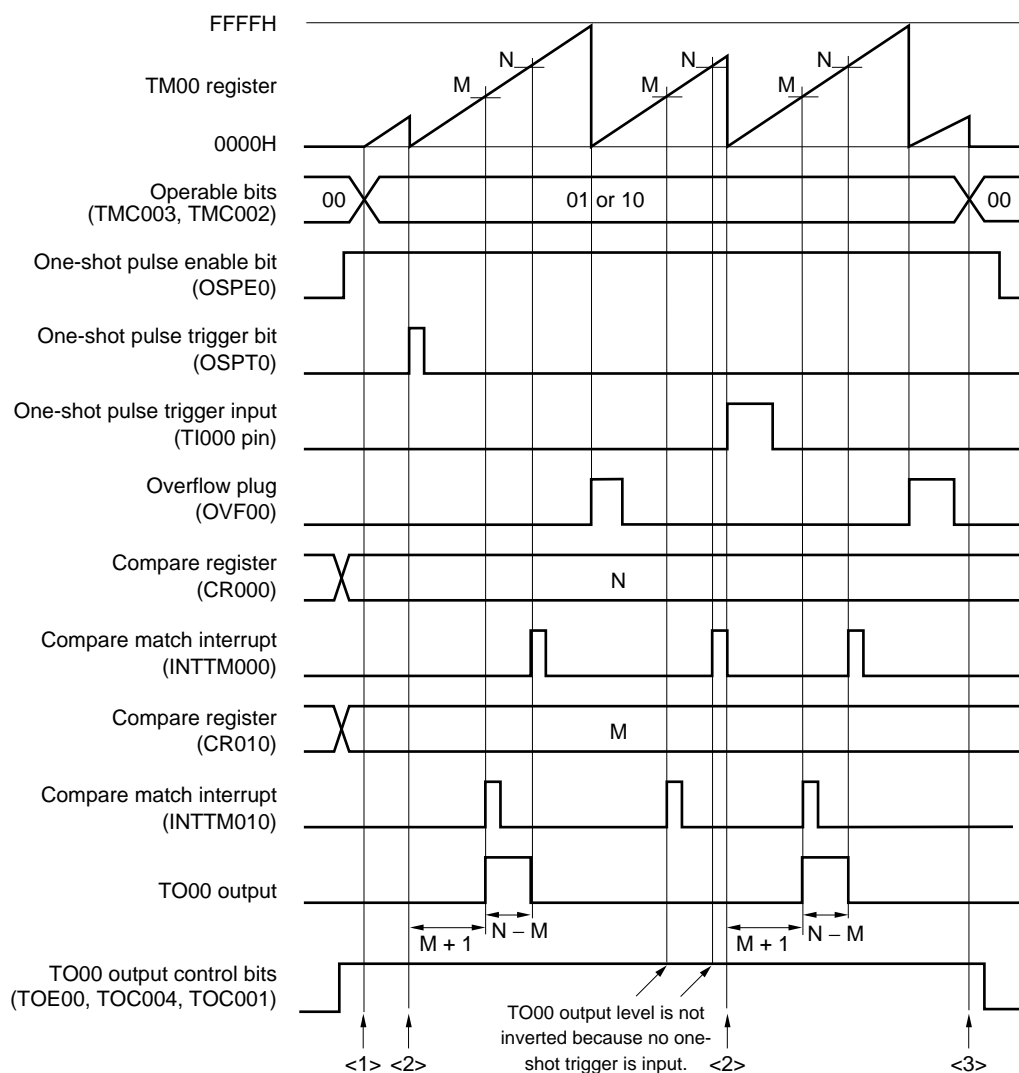 FFFFH
N
N
N
M
M
M
TM00 register
0000H
Operable bits
(TMC003, TMC002)
00
01 or 10
00
One-shot pulse enable bit
(OSPE0)
One-shot pulse trigger bit
(OSPT0)
One-shot pulse trigger input
(TI000 pin)
Overflow plug
(OVF00)
Compare register
(CR000)
N
Compare match interrupt
(INTTM000)
Compare register
(CR010)
M
Compare match interrupt
(INTTM010)
TO00 output
M + 1
N − M
M + 1
N − M
TO00 output control bits
(TOE00, TOC004, TOC001)
TO00 output level is not
inverted because no one-
shot trigger is input.
<1>
<2>
<2>
<3>